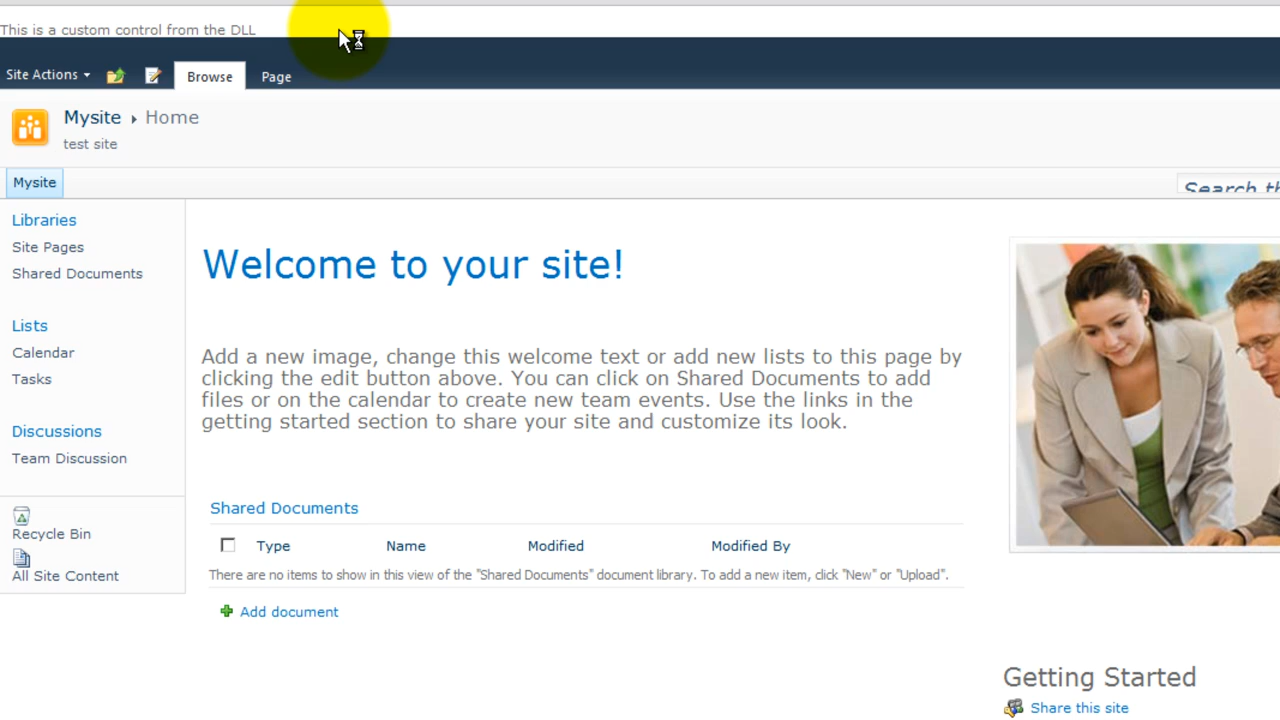 This is a custom control from the DLL
Site Actions
Browse
Page
Mysite Home
test site
Mysite
Search th
Libraries
Site Pages
Shared Documents
Lists
Calendar
Tasks
Discussions
Team Discussion
Recycle Bin
All Site Content
Welcome to your site!
Add a new image, change this welcome text or add new lists to this page by
clicking the edit button above. You can click on Shared Documents to add
files or on the calendar to create new team events. Use the links in the
getting started section to share your site and customize its look.
Shared Documents
Type Name Modified Modified By
There are no items to show in this view of the "Shared Documents" document library. To add a new item, click "New" or "Upload".
Add document
Getting Started
Share this site